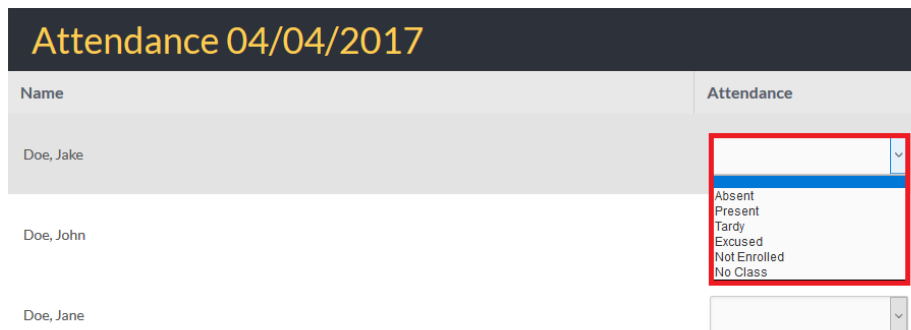 Attendance 04/04/2017
Name Attendance
Doe, Jake
Absent
Present
Tardy
Excused
Not Enrolled
No Class
Doe, John
Doe, Jane